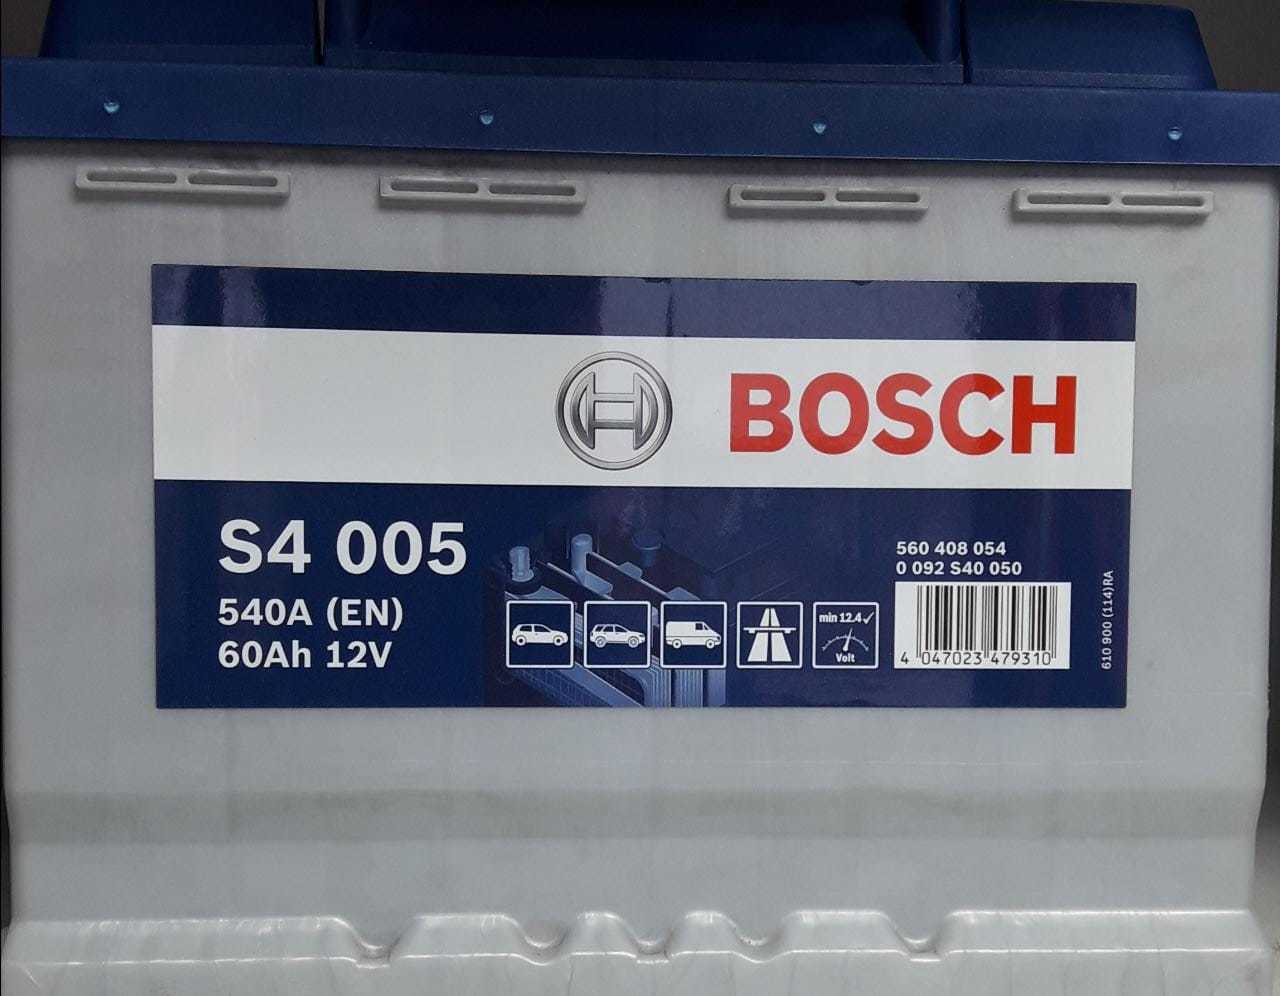 BOSCH
S4 005
540A (EN)
60Ah 12V
min 12.4✓
Volt
560 408 054
0 092 S40 050
4 047023 479310
610 900 (114)RA